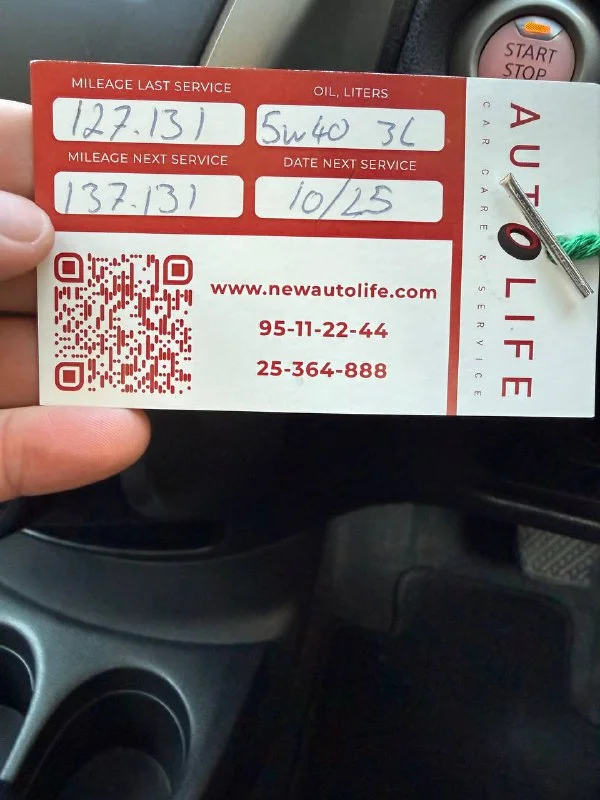 MILEAGE LAST SERVICE
OIL, LITERS
127.131
5w40 3L
MILEAGE NEXT SERVICE
DATE NEXT SERVICE
137.131
10/25
www.newautolife.com
95-11-22-44
25-364-888
AUTOLIFE
CAR CARE & SERVICE
START
STOP